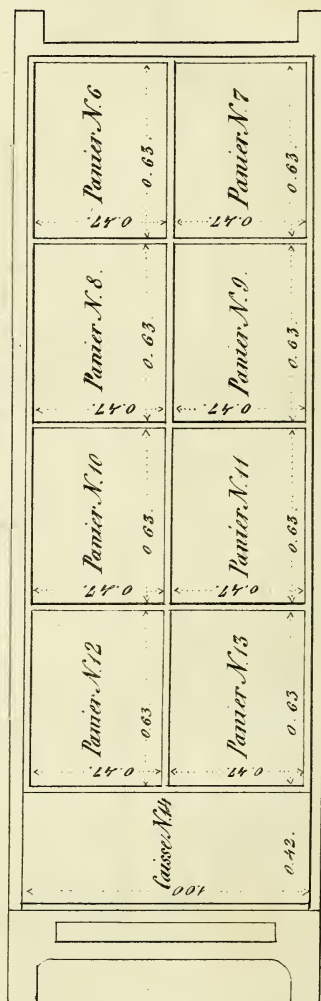 Panier N. 6
0.63.
0.47.
Panier N. 7
0.63.
0.47.
Panier N. 8.
0.63.
0.47.
Panier N. 9.
0.63.
0.47.
Panier N. 10
0.63.
0.47.
Panier N. 11
0.63.
0.47.
Panier N. 12
0.63.
0.47.
Panier N. 13
0.63
0.47.
Caisse N. 14
1.00
0.42.